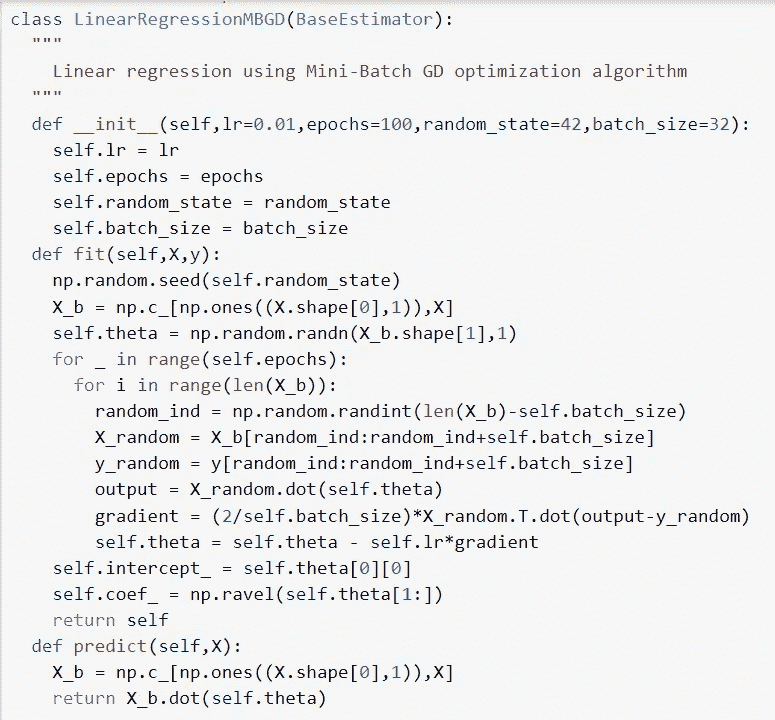 class LinearRegressionMBGD(BaseEstimator):
  """
    Linear regression using Mini-Batch GD optimization algorithm
  """
  def __init__(self,lr=0.01,epochs=100,random_state=42,batch_size=32):
    self.lr = lr
    self.epochs = epochs
    self.random_state = random_state
    self.batch_size = batch_size
  def fit(self,X,y):
    np.random.seed(self.random_state)
    X_b = np.c_[np.ones((X.shape[0],1)),X]
    self.theta = np.random.randn(X_b.shape[1],1)
    for _ in range(self.epochs):
      for i in range(len(X_b)):
        random_ind = np.random.randint(len(X_b)-self.batch_size)
        X_random = X_b[random_ind:random_ind+self.batch_size]
        y_random = y[random_ind:random_ind+self.batch_size]
        output = X_random.dot(self.theta)
        gradient = (2/self.batch_size)*X_random.T.dot(output-y_random)
        self.theta = self.theta - self.lr*gradient
    self.intercept_ = self.theta[0][0]
    self.coef_ = np.ravel(self.theta[1:])
    return self
  def predict(self,X):
    X_b = np.c_[np.ones((X.shape[0],1)),X]
    return X_b.dot(self.theta)